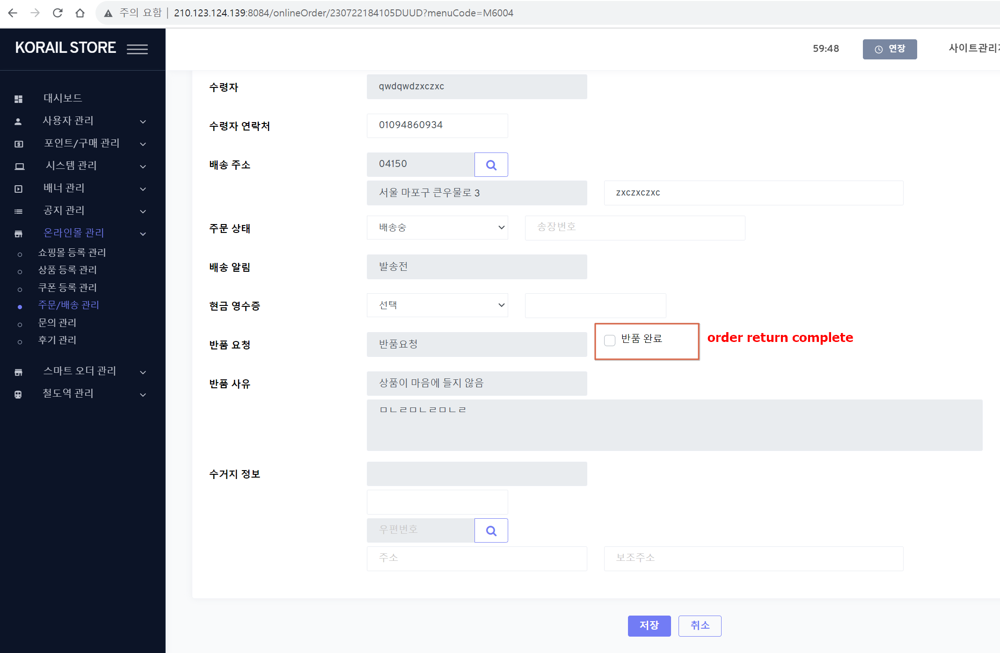 주의 요함 | 210.123.124.139:8084/onlineOrder/230722184105DUUD?menuCode=M6004
KORAIL STORE
59:48
연장
사이트관리
대시보드
사용자 관리
포인트/구매 관리
시스템 관리
배너 관리
공지 관리
온라인몰 관리
쇼핑몰 등록 관리
상품 등록 관리
쿠폰 등록 관리
주문/배송 관리
문의 관리
후기 관리
스마트 오더 관리
철도역 관리
수령자
qwdqwdzxczxc
수령자 연락처
01094860934
배송 주소
04150
서울 마포구 큰우물로 3
zxczxczxc
주문 상태
배송중
송장번호
배송 알림
발송전
현금 영수증
선택
반품 요청
반품요청
반품 완료
order return complete
반품 사유
상품이 마음에 들지 않음
ㅁㄴㄹㅁㄴㄹㅁㄴㄹ
수거지 정보
우편번호
주소
보조주소
저장
취소